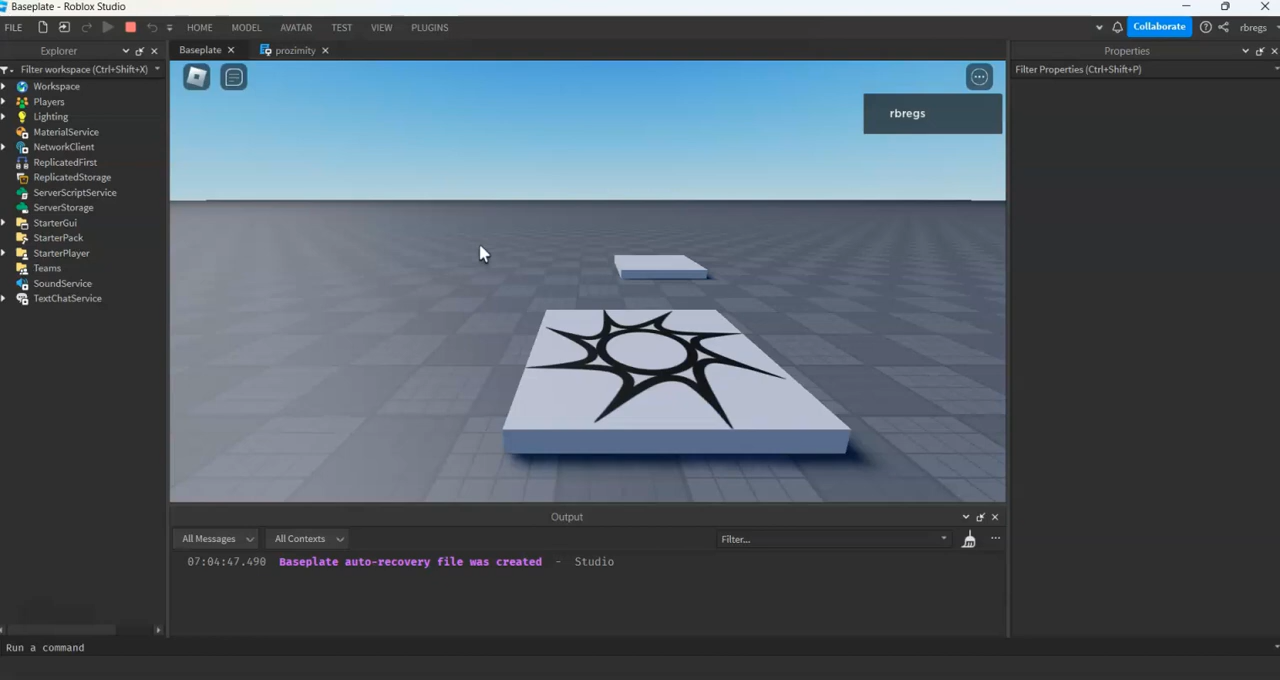 Baseplate - Roblox Studio
FILE HOME MODEL AVATAR TEST VIEW PLUGINS Collaborate rbregs
Explorer
Filter workspace (Ctrl+Shift+X)
Workspace
Players
Lighting
MaterialService
NetworkClient
ReplicatedFirst
ReplicatedStorage
ServerScriptService
ServerStorage
StarterGui
StarterPack
StarterPlayer
Teams
SoundService
TextChatService
Baseplate prozimity
rbregs
Properties
Filter Properties (Ctrl+Shift+P)
Output
All Messages All Contexts Filter...
07:04:47.490 Baseplate auto-recovery file was created - Studio
Run a command